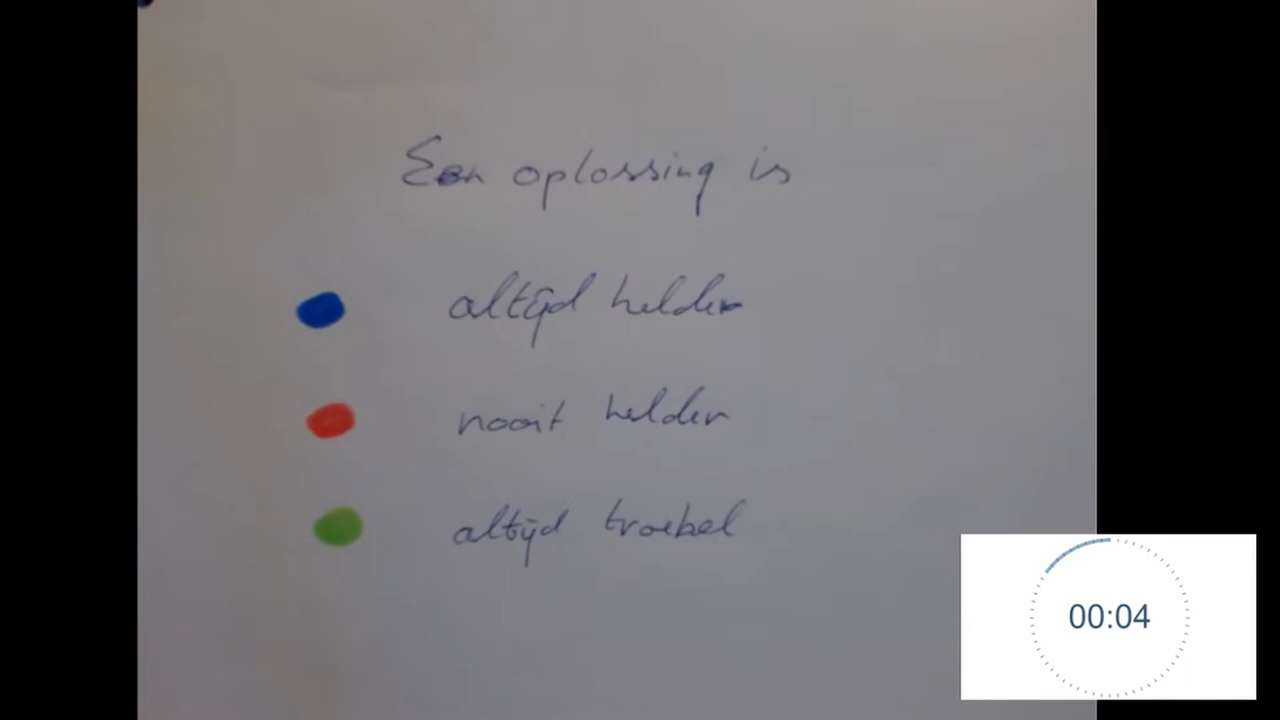 Een oplossing is
altijd helder
nooit helder
altijd troebel
00:04